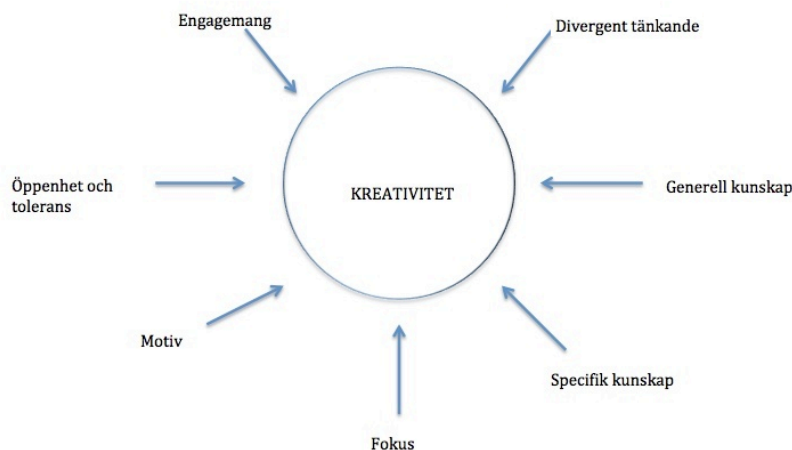 Engagemang
Divergent tänkande
Öppenhet och
tolerans
KREATIVITET
Generell kunskap
Motiv
Specifik kunskap
Fokus